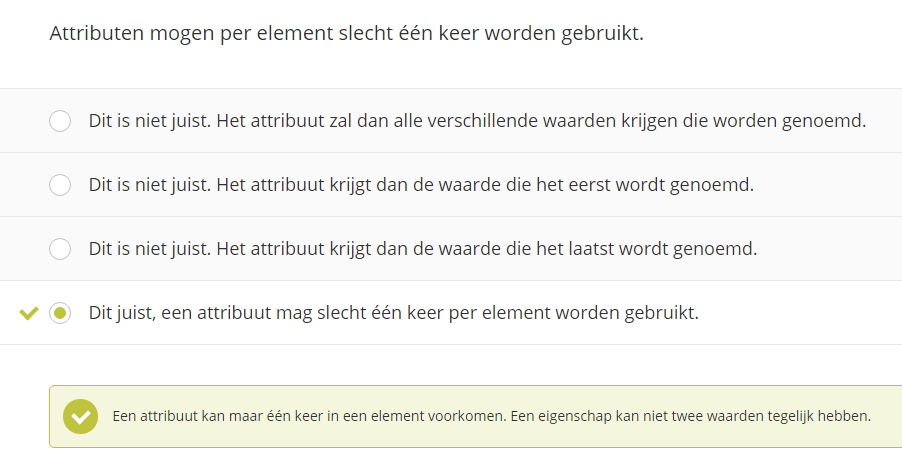 Attributen mogen per element slecht één keer worden gebruikt.
Dit is niet juist. Het attribuut zal dan alle verschillende waarden krijgen die worden genoemd.
Dit is niet juist. Het attribuut krijgt dan de waarde die het eerst wordt genoemd.
Dit is niet juist. Het attribuut krijgt dan de waarde die het laatst wordt genoemd.
Dit juist, een attribuut mag slecht één keer per element worden gebruikt.
Een attribuut kan maar één keer in een element voorkomen. Een eigenschap kan niet twee waarden tegelijk hebben.